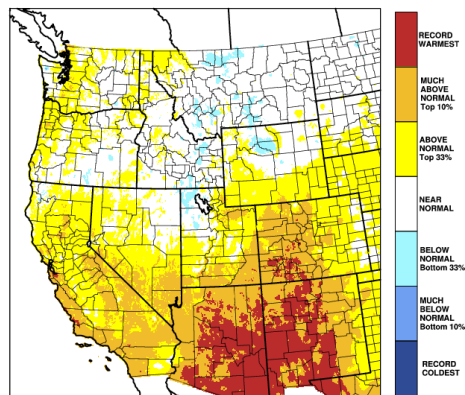 RECORD
WARMEST
MUCH
ABOVE
NORMAL
Top 10%
ABOVE
NORMAL
Top 33%
NEAR
NORMAL
BELOW
NORMAL
Bottom 33%
MUCH
BELOW
NORMAL
Bottom 10%
RECORD
COLDEST